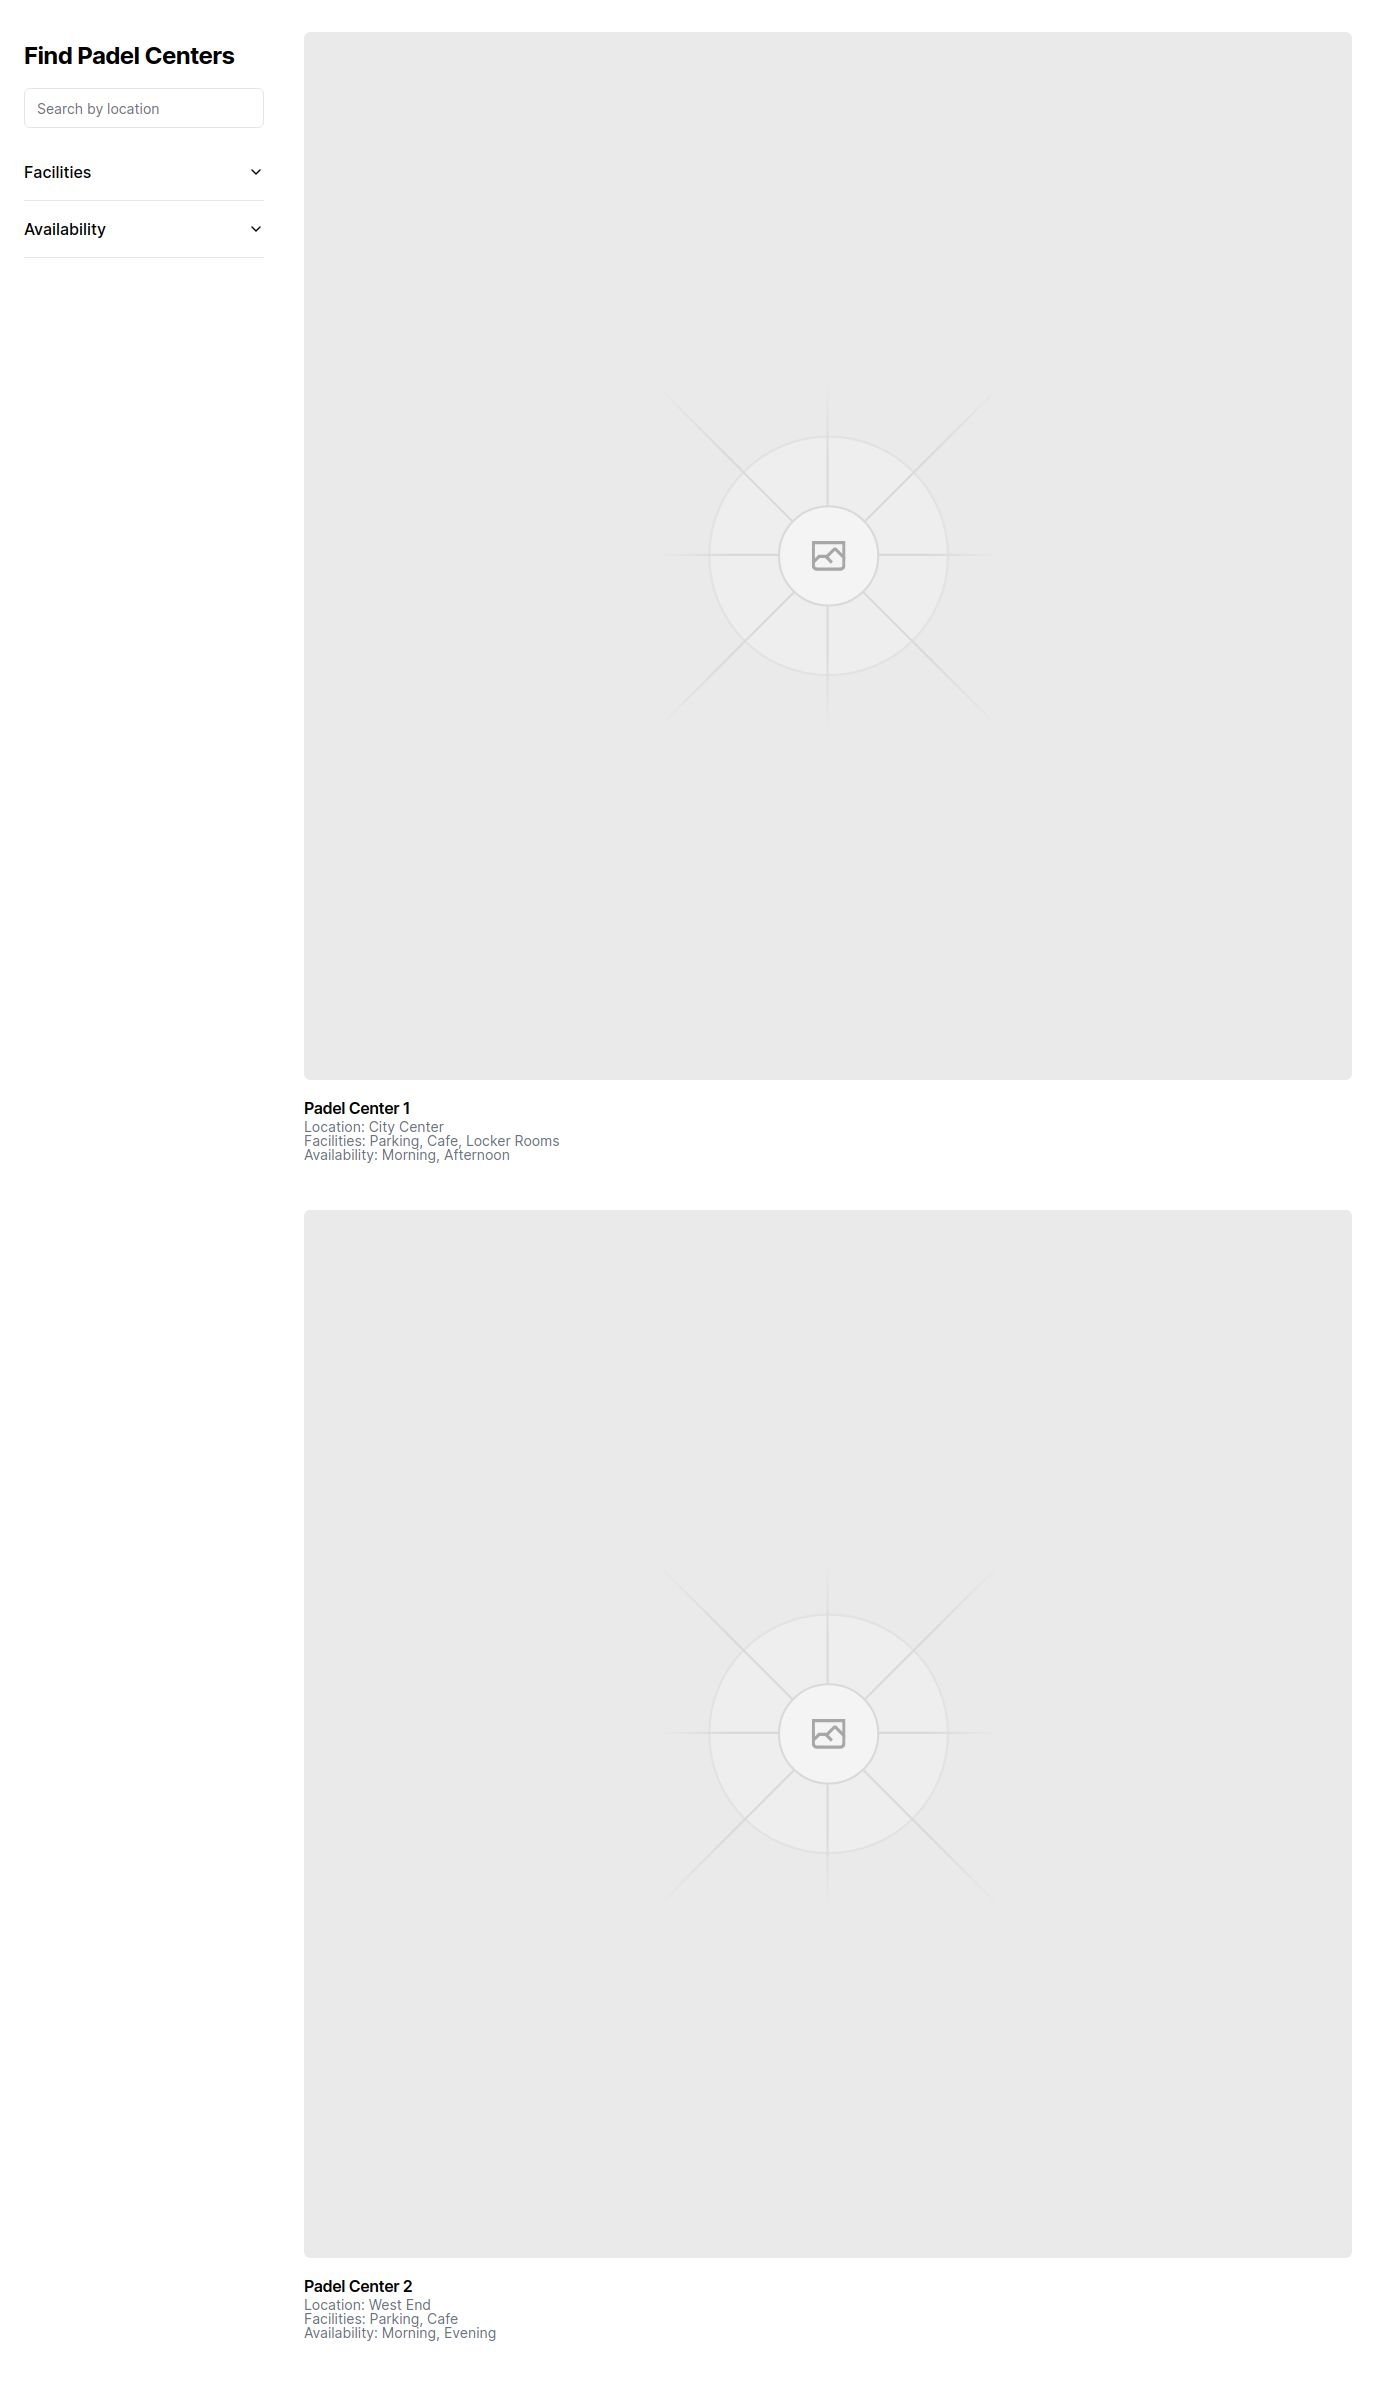 Find Padel Centers
Search by location
Facilities
Availability
Padel Center 1
Location: City Center
Facilities: Parking, Cafe, Locker Rooms
Availability: Morning, Afternoon
Padel Center 2
Location: West End
Facilities: Parking, Cafe
Availability: Morning, Evening